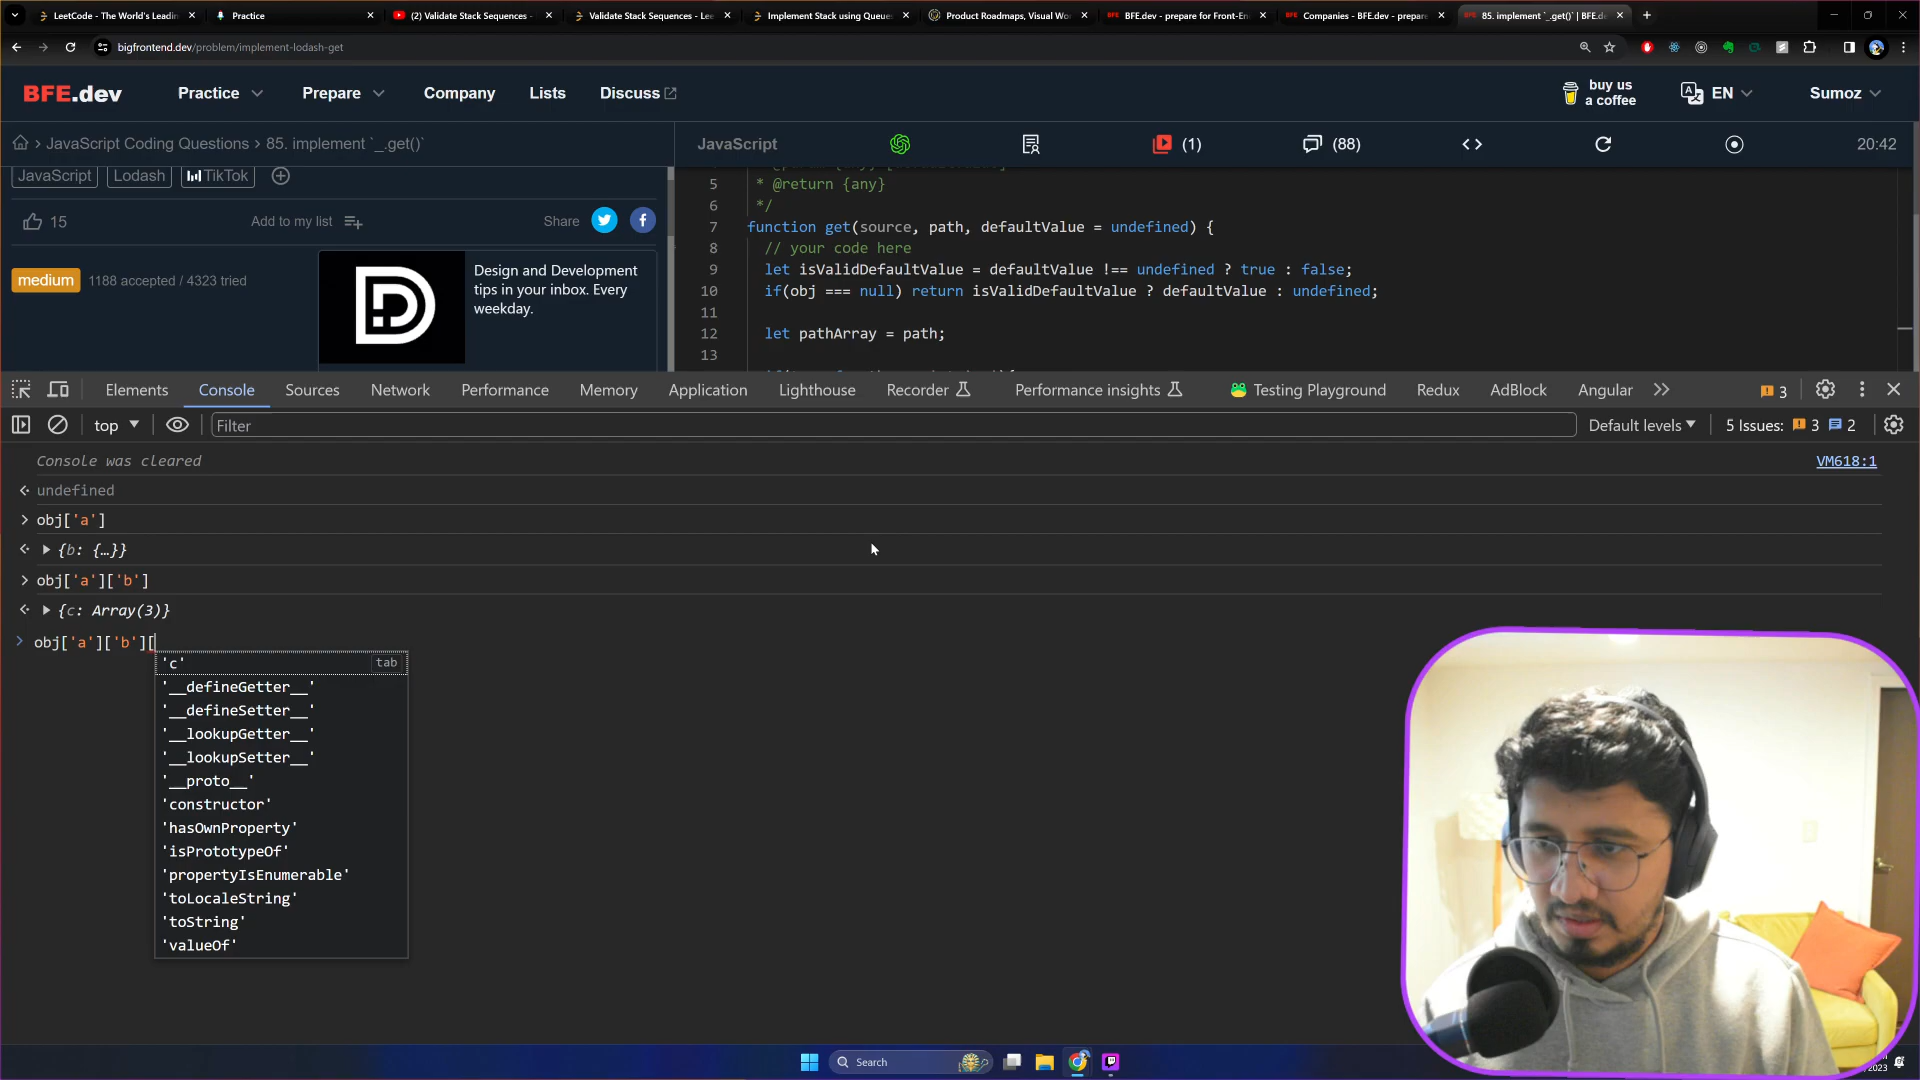 LeetCode - The World's Leadin
Practice
(2) Validate Stack Sequences -
Validate Stack Sequences - Lee
Implement Stack using Queues
Product Roadmaps, Visual Wo
BFE.dev - prepare for Front-En
Companies - BFE.dev - prepare
85. implement `_.get()` | BFE.de
bigfrontend.dev/problem/implement-lodash-get
BFE.dev
Practice
Prepare
Company
Lists
Discuss
buy us
a coffee
EN
Sumoz
JavaScript Coding Questions > 85. implement `_.get()`
JavaScript
(1)
(88)
20:42
JavaScript
Lodash
TikTok
15
Add to my list
Share
medium
1188 accepted / 4323 tried
Design and Development
tips in your inbox. Every
weekday.
5 * @return {any}
6 */
7 function get(source, path, defaultValue = undefined) {
8 // your code here
9 let isValidDefaultValue = defaultValue !== undefined ? true : false;
10 if(obj === null) return isValidDefaultValue ? defaultValue : undefined;
11
12 let pathArray = path;
13
Elements
Console
Sources
Network
Performance
Memory
Application
Lighthouse
Recorder
Performance insights
Testing Playground
Redux
AdBlock
Angular
3
top
Filter
Default levels
5 Issues: 3 2
Console was cleared
VM618:1
undefined
obj['a']
{b: {…}}
obj['a']['b']
{c: Array(3)}
obj['a']['b'][
'c'
tab
'__defineGetter__'
'__defineSetter__'
'__lookupGetter__'
'__lookupSetter__'
'__proto__'
'constructor'
'hasOwnProperty'
'isPrototypeOf'
'propertyIsEnumerable'
'toLocaleString'
'toString'
'valueOf'
Search